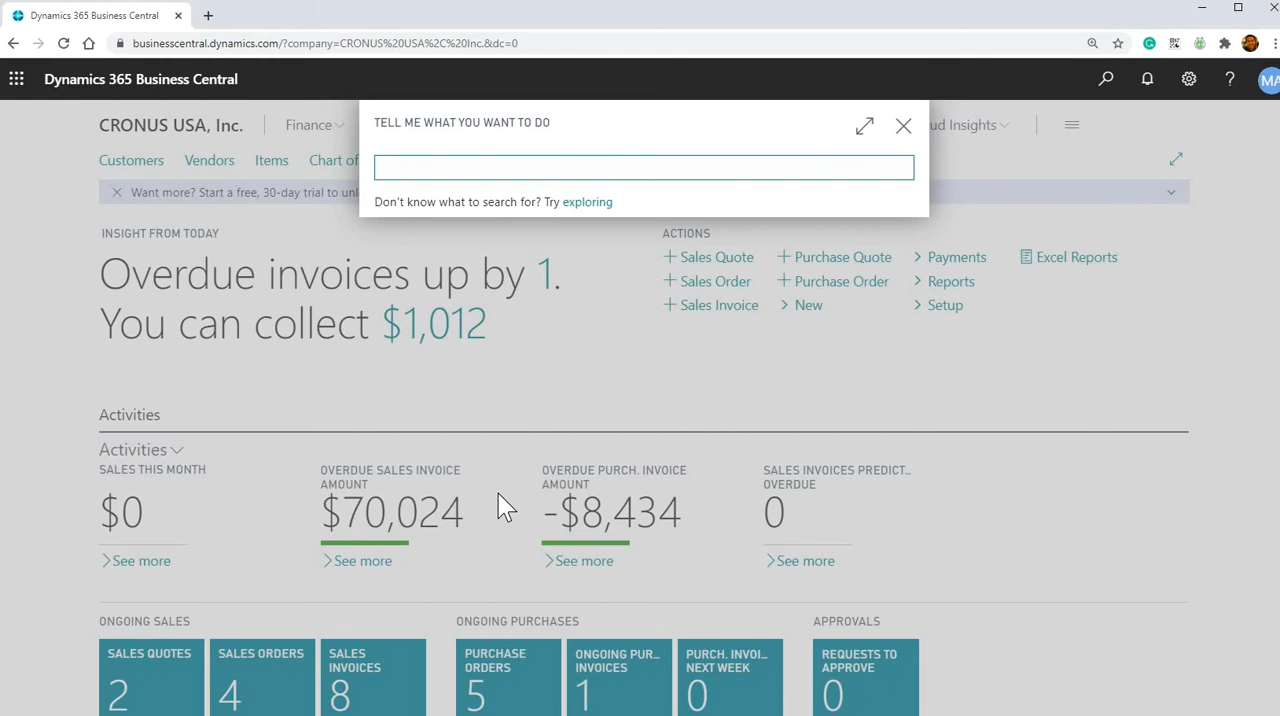 Dynamics 365 Business Central
businesscentral.dynamics.com/?company=CRONUS%20USA%2C%20Inc.&dc=0
Dynamics 365 Business Central
MA
CRONUS USA, Inc.
Finance
ud Insights
TELL ME WHAT YOU WANT TO DO
Don't know what to search for? Try exploring
Customers Vendors Items Chart of
Want more? Start a free, 30-day trial to unl
INSIGHT FROM TODAY
Overdue invoices up by 1.
You can collect $1,012
ACTIONS
+ Sales Quote + Purchase Quote > Payments Excel Reports
+ Sales Order + Purchase Order > Reports
+ Sales Invoice > New > Setup
Activities
Activities
SALES THIS MONTH
$0
>See more
OVERDUE SALES INVOICE
AMOUNT
$70,024
>See more
OVERDUE PURCH. INVOICE
AMOUNT
-$8,434
>See more
SALES INVOICES PREDICT...
OVERDUE
0
>See more
ONGOING SALES
SALES QUOTES
2
SALES ORDERS
4
SALES
INVOICES
8
ONGOING PURCHASES
PURCHASE
ORDERS
5
ONGOING PUR...
INVOICES
1
PURCH. INVOI...
NEXT WEEK
0
APPROVALS
REQUESTS TO
APPROVE
0